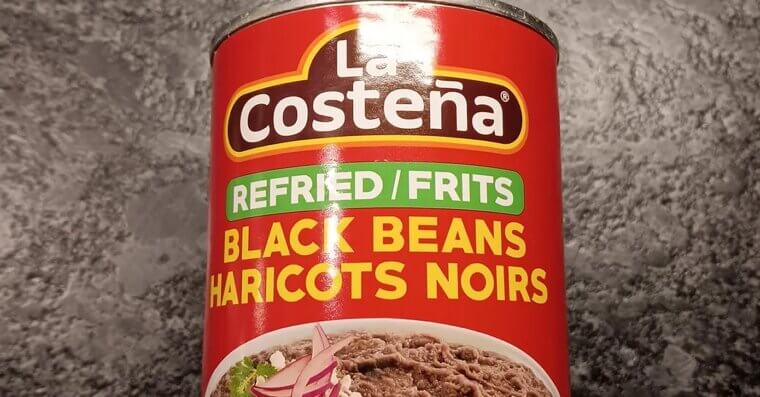 La
Costeña®
REFRIED/FRITS
BLACK BEANS
HARICOTS NOIRS